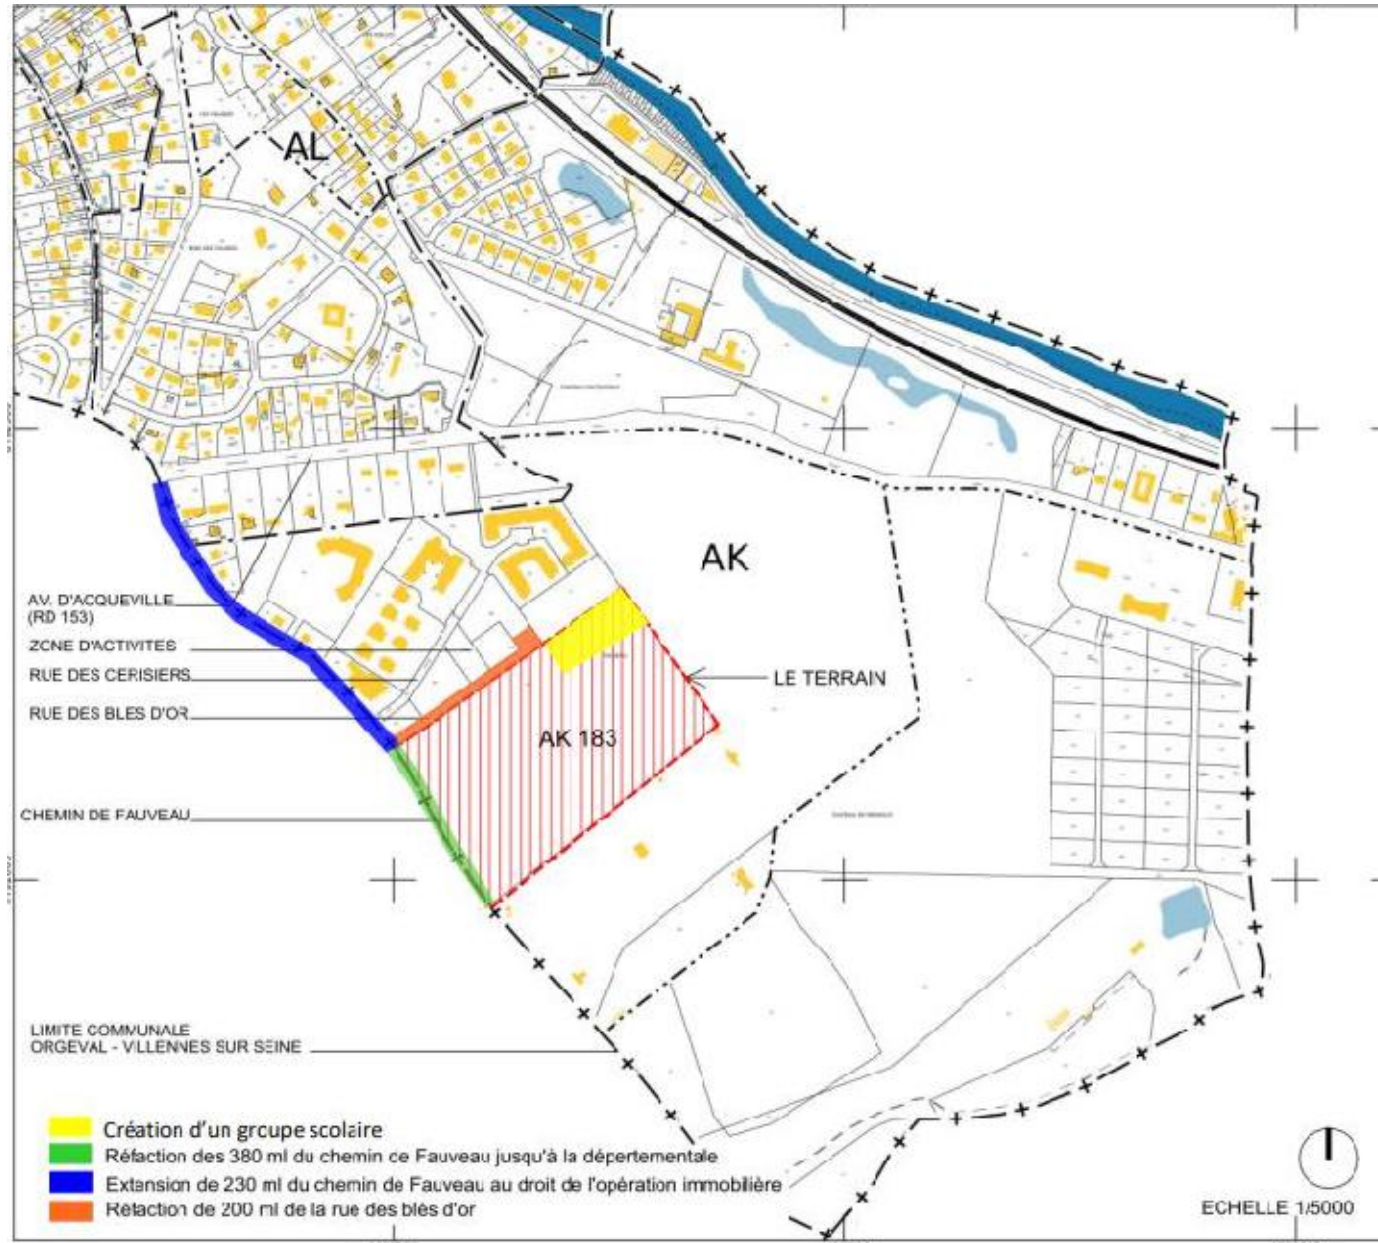 AL
AK
AV. D'ACQUEVILLE
(RD 153)
ZONE D'ACTIVITES
RUE DES CERISIERS
RUE DES BLES D'OR
LE TERRAIN
AK 183
CHEMIN DE FAUVEAU
LIMITE COMMUNALE
ORGEVAL - VILLENNES SUR SEINE
Création d'un groupe scolaire
Réfaction des 380 ml du chemin de Fauveau jusqu'à la départementale
Extension de 230 ml du chemin de Fauveau au droit de l'opération immobilière
Réfaction de 200 ml de la rue des blés d'or
ECHELLE 1/5000